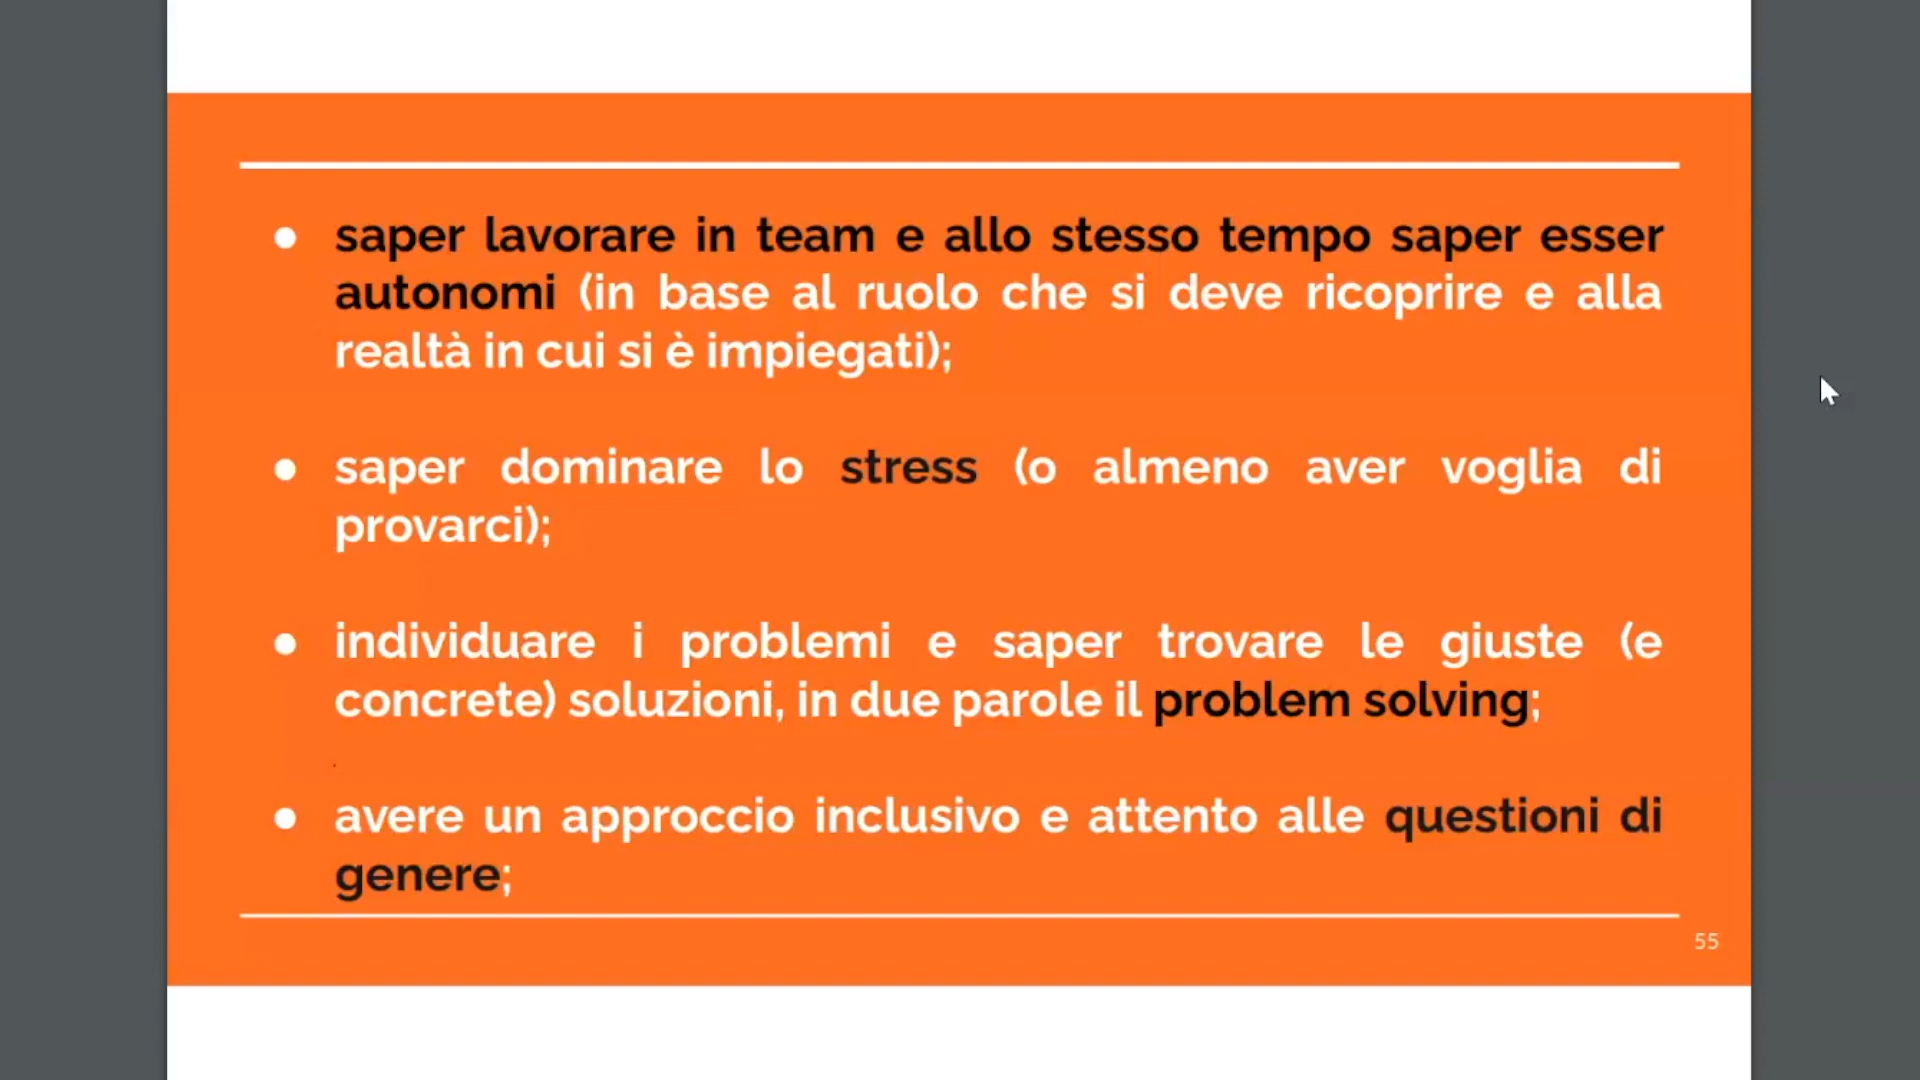 ● saper lavorare in team e allo stesso tempo saper esser
autonomi (in base al ruolo che si deve ricoprire e alla
realtà in cui si è impiegati);
● saper dominare lo stress (o almeno aver voglia di
provarci);
● individuare i problemi e saper trovare le giuste (e
concrete) soluzioni, in due parole il problem solving;
● avere un approccio inclusivo e attento alle questioni di
genere;
55